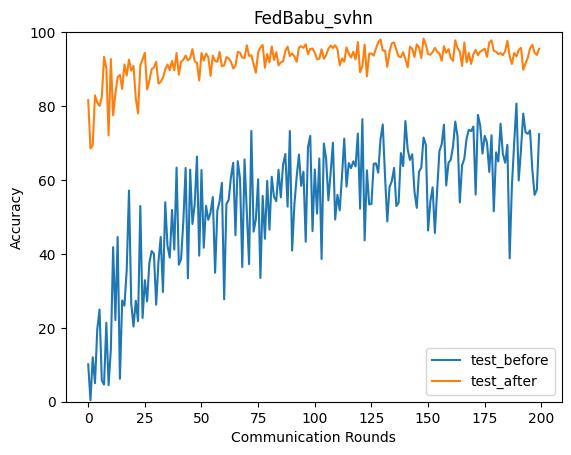 FedBabu_svhn
100
80
60
40
20
0
Accuracy
0 25 50 75 100 125 150 175 200
Communication Rounds
test_before
test_after